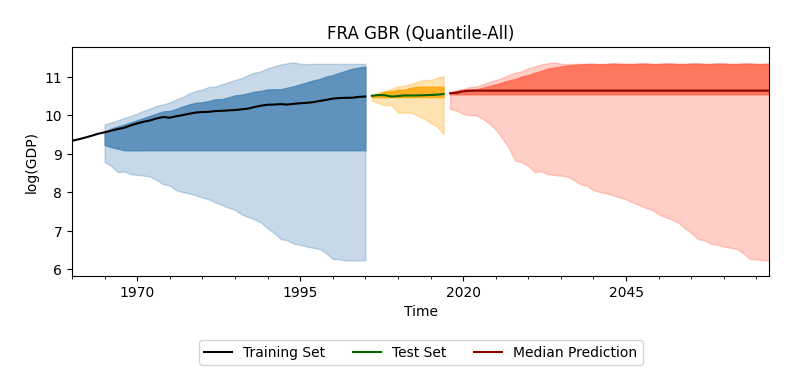 FRA GBR (Quantile-All)
11
10
9
8
7
6
log(GDP)
1970
1995
2020
2045
Time
Training Set
Test Set
Median Prediction